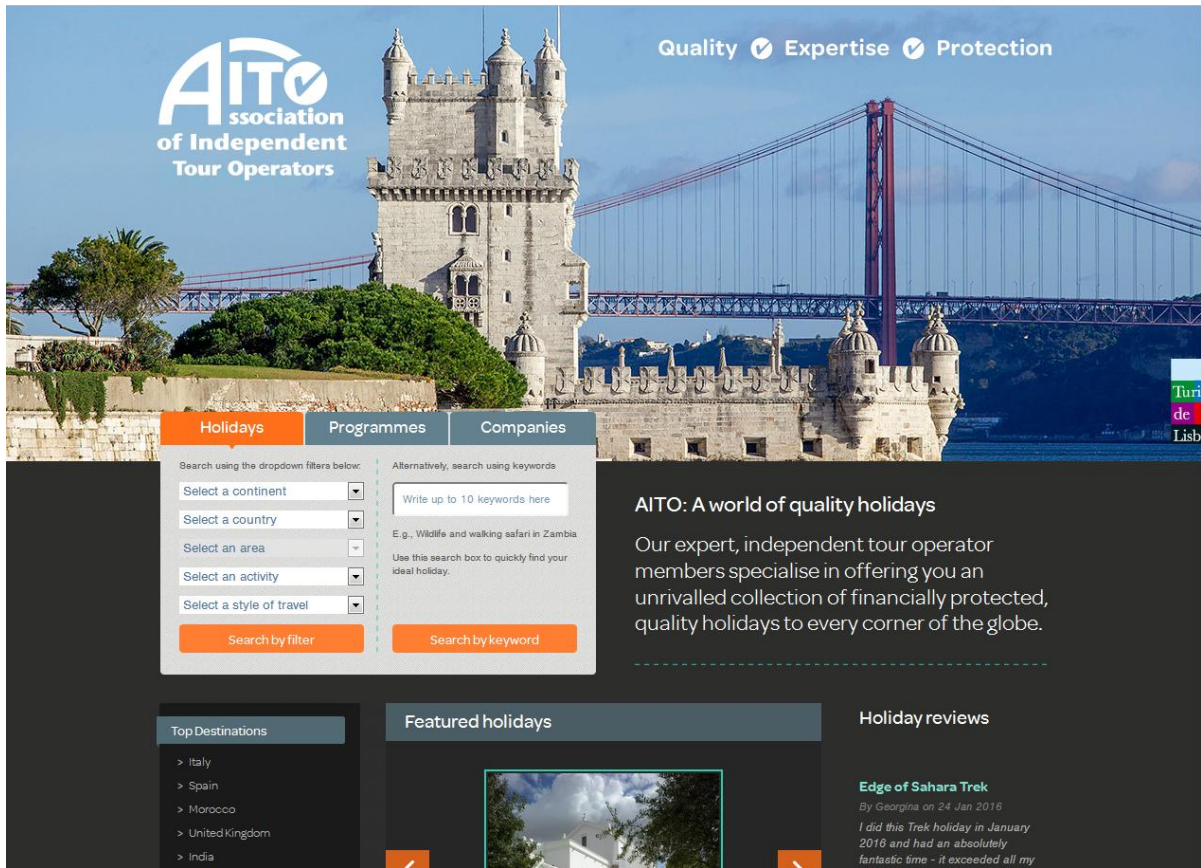 AITO
ssociation
of Independent
Tour Operators
Quality Expertise Protection
de
Holidays Programmes Companies
Search using the dropdown filters below:
Select a continent
Select a country
Select an area
Select an activity
Select a style of travel
Search by filter
Alternatively, search using keywords
Write up to 10 keywords here
E.g., Wildlife and walking safari in Zambia
Use this search box to quickly find your
ideal holiday.
Search by keyword
AITO: A world of quality holidays
Our expert, independent tour operator
members specialise in offering you an
unrivalled collection of financially protected,
quality holidays to every corner of the globe.
Top Destinations
> Italy
> Spain
> Morocco
> United Kingdom
> India
Featured holidays
Holiday reviews
Edge of Sahara Trek
By Georgina on 24 Jan 2016
I did this Trek holiday in January
2016 and had an absolutely
fantastic time - it exceeded all my